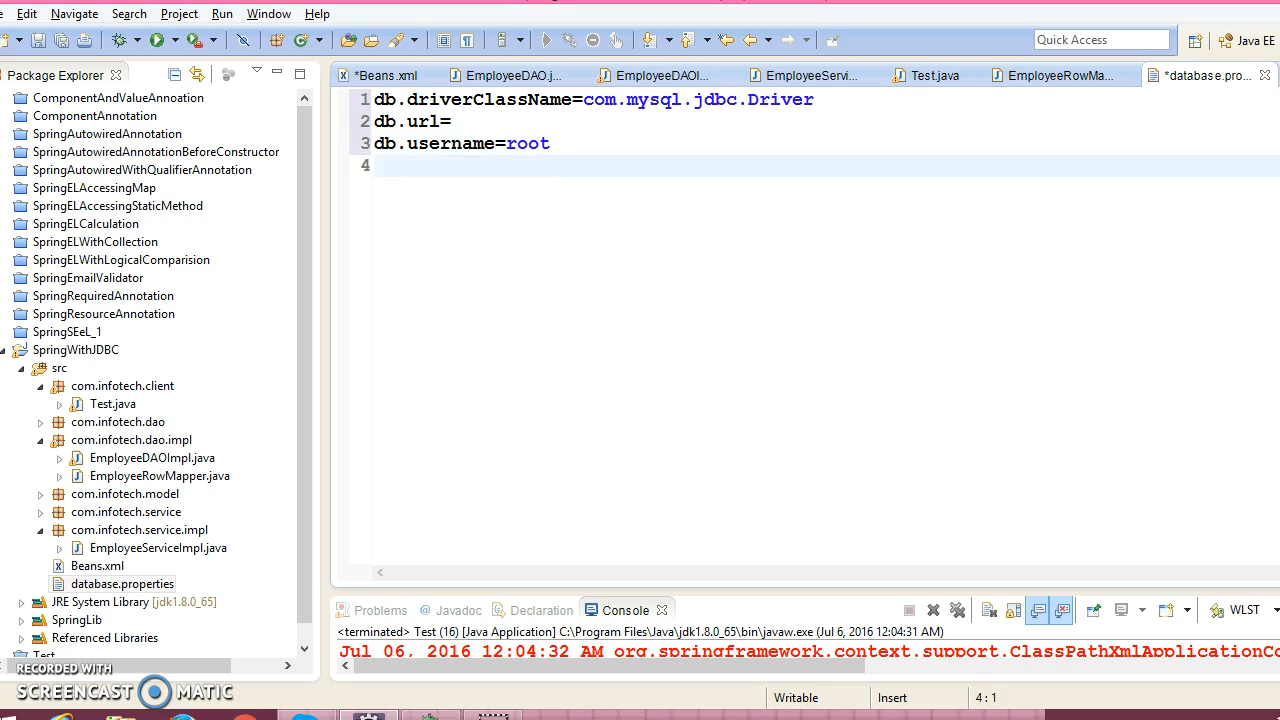 Edit Navigate Search Project Run Window Help
Quick Access
Java EE
Package Explorer
*Beans.xml
EmployeeDAO.j...
EmployeeDAOI...
EmployeeServi...
Test.java
EmployeeRowMa...
*database.pro...
ComponentAndValueAnnoation
ComponentAnnotation
SpringAutowiredAnnotation
SpringAutowiredAnnotationBeforeConstructor
SpringAutowiredWithQualifierAnnotation
SpringELAccessingMap
SpringELAccessingStaticMethod
SpringELCalculation
SpringELWithCollection
SpringELWithLogicalComparision
SpringEmailValidator
SpringRequiredAnnotation
SpringResourceAnnotation
SpringSEeL_1
SpringWithJDBC
src
com.infotech.client
Test.java
com.infotech.dao
com.infotech.dao.impl
EmployeeDAOImpl.java
EmployeeRowMapper.java
com.infotech.model
com.infotech.service
com.infotech.service.impl
EmployeeServiceImpl.java
Beans.xml
database.properties
JRE System Library [jdk1.8.0_65]
SpringLib
Referenced Libraries
Test
1 db.driverClassName=com.mysql.jdbc.Driver
2 db.url=
3 db.username=root
4
Problems
Javadoc
Declaration
Console
WLST
<terminated> Test (16) [Java Application] C:\Program Files\Java\jdk1.8.0_65\bin\javaw.exe (Jul 6, 2016 12:04:31 AM)
Jul 06, 2016 12:04:32 AM org.springframework.context.support.ClassPathXmlApplicationCo
Writable
Insert
4 : 1
RECORDED WITH
SCREENCAST MATIC